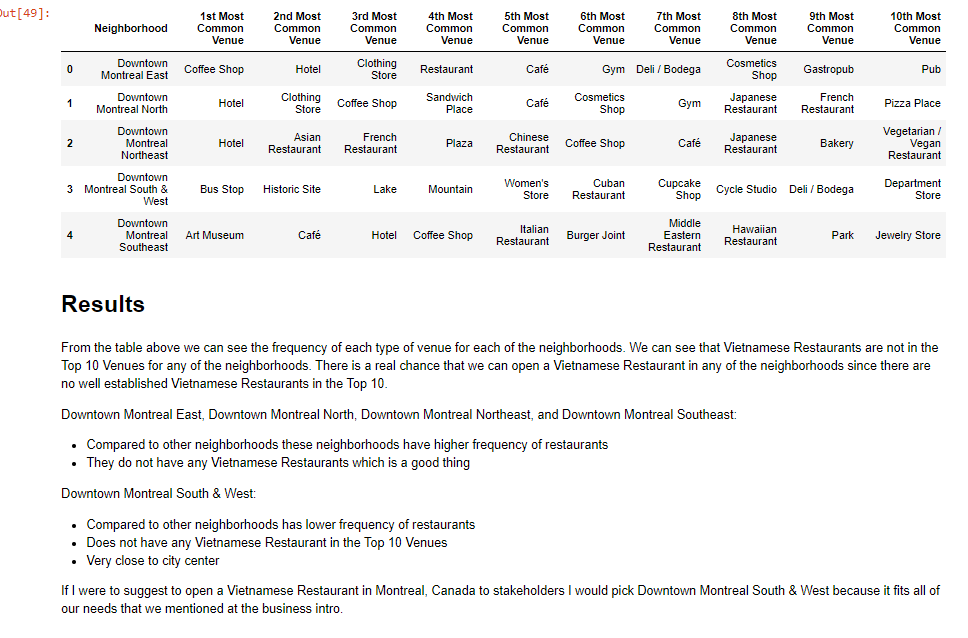 Out[49]:
Neighborhood 1st Most Common Venue 2nd Most Common Venue 3rd Most Common Venue 4th Most Common Venue 5th Most Common Venue 6th Most Common Venue 7th Most Common Venue 8th Most Common Venue 9th Most Common Venue 10th Most Common Venue
0 Downtown Montreal East Coffee Shop Hotel Clothing Store Restaurant Café Gym Deli / Bodega Cosmetics Shop Gastropub Pub
1 Downtown Montreal North Hotel Clothing Store Coffee Shop Sandwich Place Café Cosmetics Shop Gym Japanese Restaurant French Restaurant Pizza Place
2 Downtown Montreal Northeast Hotel Asian Restaurant French Restaurant Plaza Chinese Restaurant Coffee Shop Café Japanese Restaurant Bakery Vegetarian / Vegan Restaurant
3 Downtown Montreal South & West Bus Stop Historic Site Lake Mountain Women's Store Cuban Restaurant Cupcake Shop Cycle Studio Deli / Bodega Department Store
4 Downtown Montreal Southeast Art Museum Café Hotel Coffee Shop Italian Restaurant Burger Joint Middle Eastern Restaurant Hawaiian Restaurant Park Jewelry Store
Results
From the table above we can see the frequency of each type of venue for each of the neighborhoods. We can see that Vietnamese Restaurants are not in the
Top 10 Venues for any of the neighborhoods. There is a real chance that we can open a Vietnamese Restaurant in any of the neighborhoods since there are
no well established Vietnamese Restaurants in the Top 10.
Downtown Montreal East, Downtown Montreal North, Downtown Montreal Northeast, and Downtown Montreal Southeast:
• Compared to other neighborhoods these neighborhoods have higher frequency of restaurants
• They do not have any Vietnamese Restaurants which is a good thing
Downtown Montreal South & West:
• Compared to other neighborhoods has lower frequency of restaurants
• Does not have any Vietnamese Restaurant in the Top 10 Venues
• Very close to city center
If I were to suggest to open a Vietnamese Restaurant in Montreal, Canada to stakeholders I would pick Downtown Montreal South & West because it fits all of
our needs that we mentioned at the business intro.